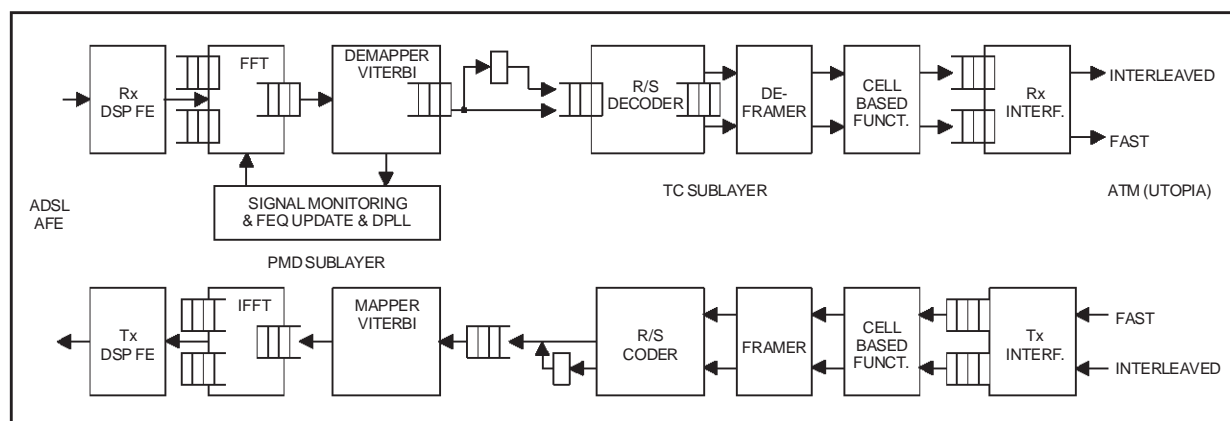 Rx
DSP FE
FFT
DEMAPPER
VITERBI
R/S
DECODER
DE-
FRAMER
CELL
BASED
FUNCT.
Rx
INTERF.
INTERLEAVED
FAST
ADSL
AFE
SIGNAL MONITORING
& FEQ UPDATE & DPLL
TC SUBLAYER
ATM (UTOPIA)
PMD SUBLAYER
Tx
DSP FE
IFFT
MAPPER
VITERBI
R/S
CODER
FRAMER
CELL
BASED
FUNCT.
Tx
INTERF.
FAST
INTERLEAVED